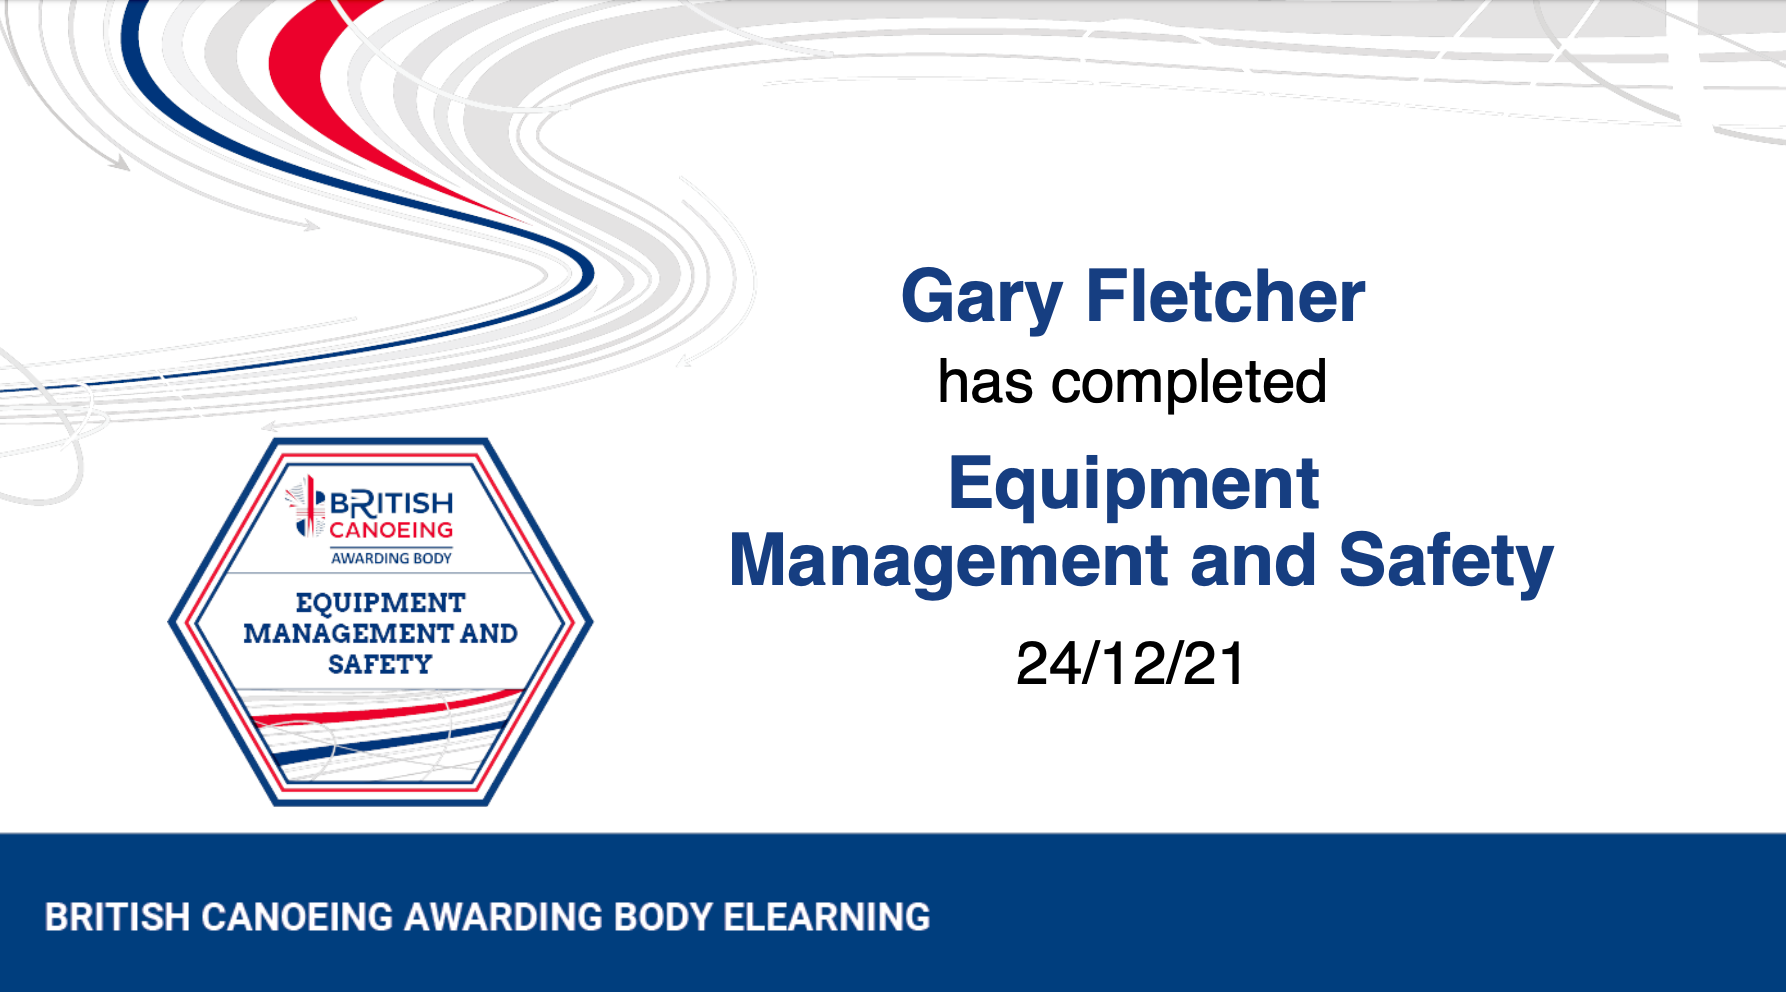 Gary Fletcher
has completed
Equipment
Management and Safety
24/12/21
BRITISH
CANOEING
AWARDING BODY
EQUIPMENT
MANAGEMENT AND
SAFETY
BRITISH CANOEING AWARDING BODY ELEARNING